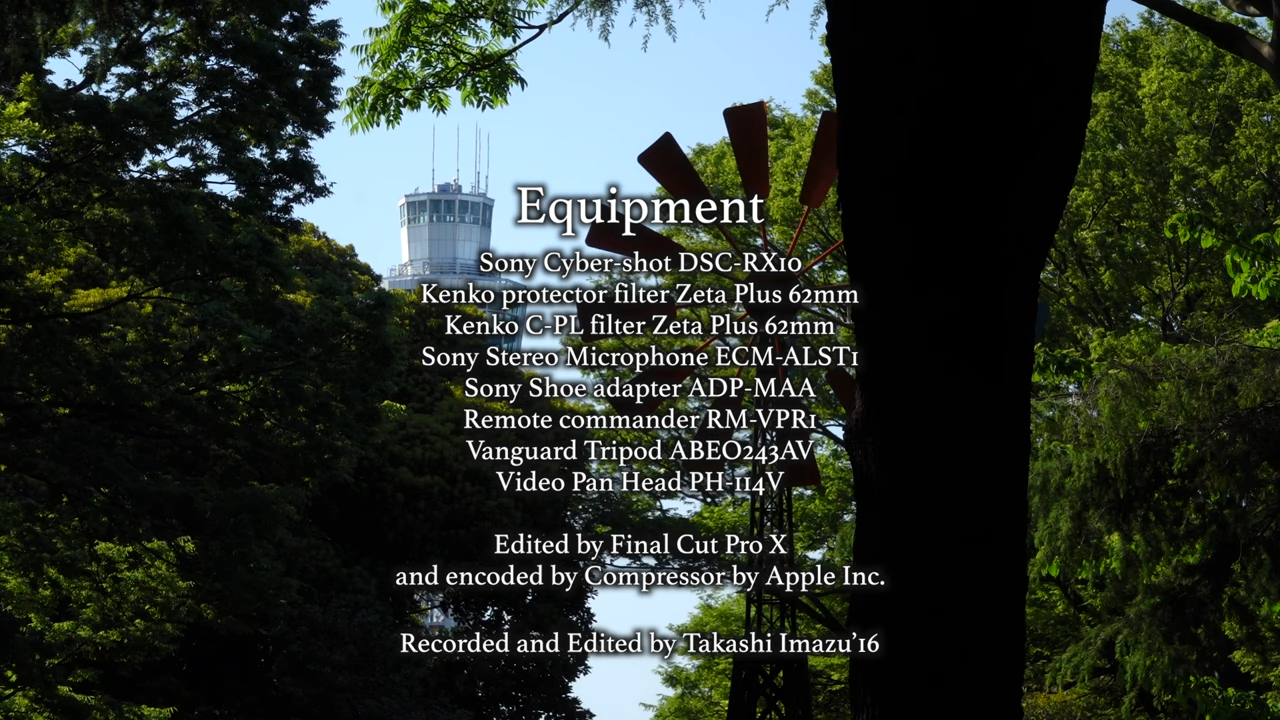 Equipment
Sony Cyber-shot DSC-RX10
Kenko protector filter Zeta Plus 62mm
Kenko C-PL filter Zeta Plus 62mm
Sony Stereo Microphone ECM-ALST1
Sony Shoe adapter ADP-MAA
Remote commander RM-VPR1
Vanguard Tripod ABEO243AV
Video Pan Head PH-114V
Edited by Final Cut Pro X
and encoded by Compressor by Apple Inc.
Recorded and Edited by Takashi Imazu’16